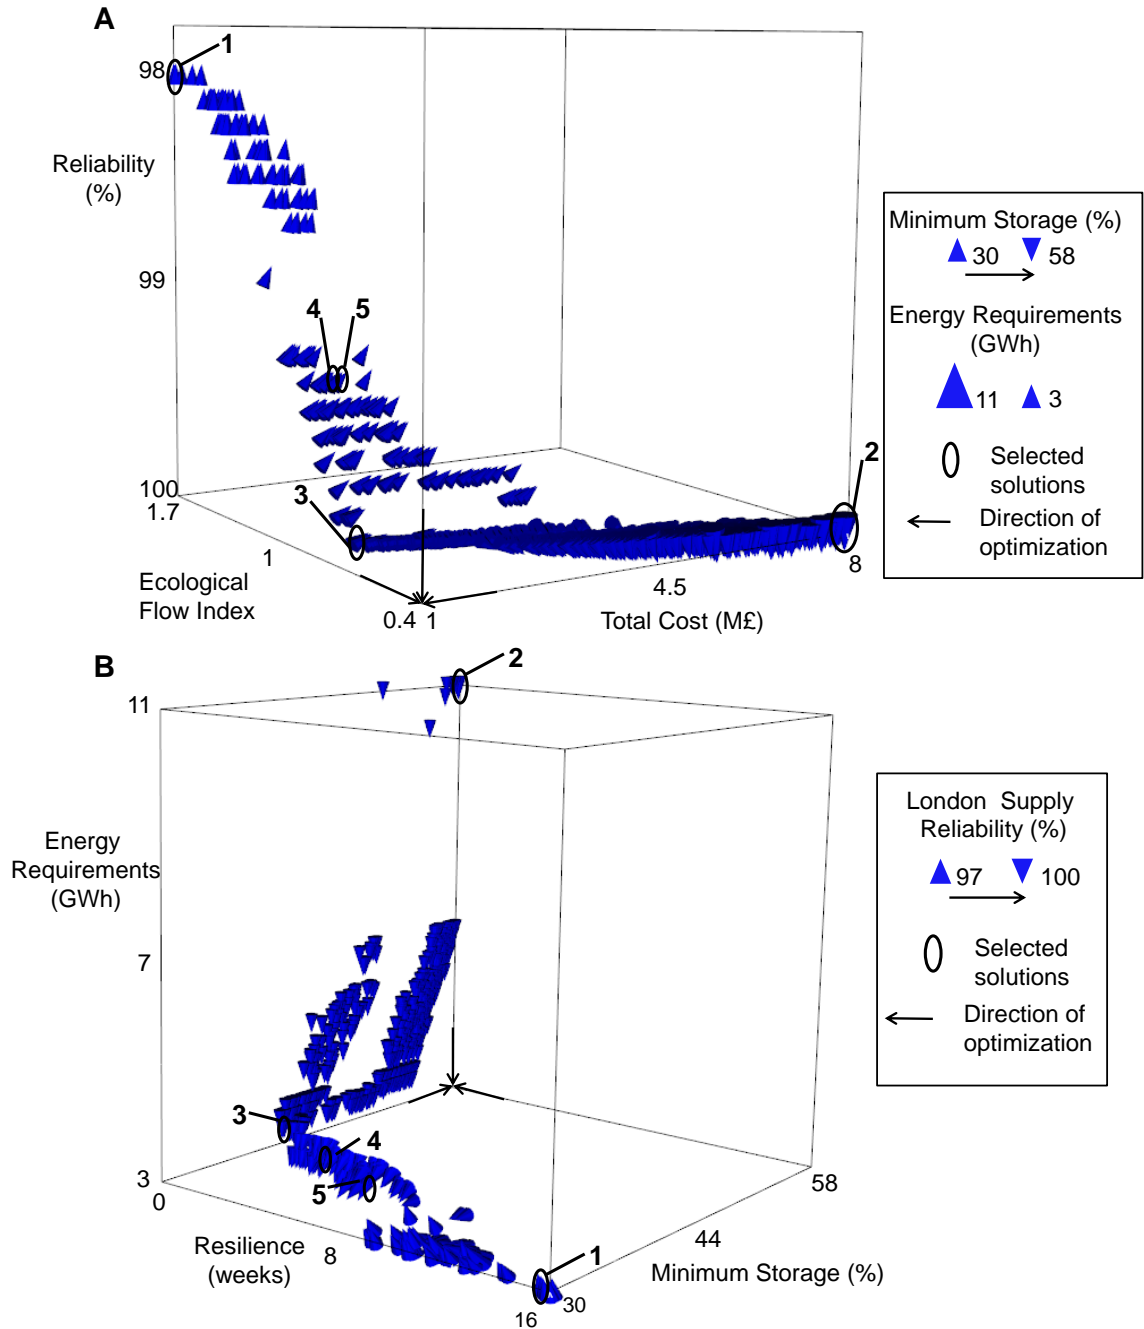 A
1
98
Reliability
(%)
99
4 5
100
1.7
3
2
1
Ecological
Flow Index
0.4 1
4.5
8
Total Cost (M£)
Minimum Storage (%)
30 58
Energy Requirements
(GWh)
11 3
Selected
solutions
Direction of
optimization
B
2
11
Energy
Requirements
(GWh)
7
3
4
5
3
0
Resilience
(weeks)
8
1
16
30
44
58
Minimum Storage (%)
London Supply
Reliability (%)
97 100
Selected
solutions
Direction of
optimization